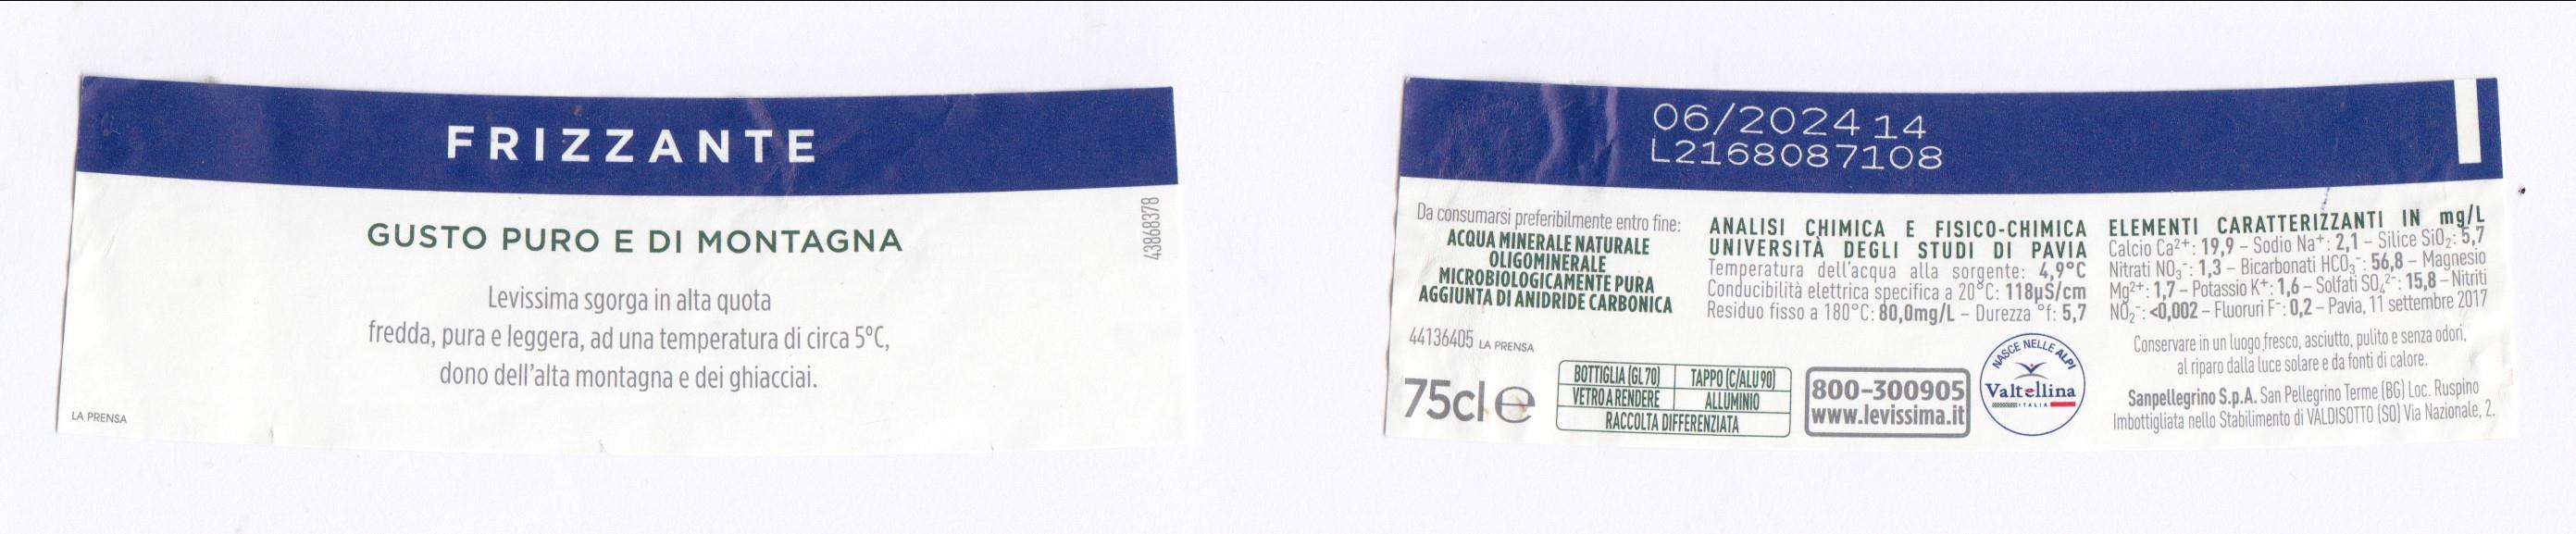 FRIZZANTE
GUSTO PURO E DI MONTAGNA
43868378
Levissima sgorga in alta quota
fredda, pura e leggera, ad una temperatura di circa 5°C,
dono dell'alta montagna e dei ghiacciai.
LA PRENSA
06/2024 14
L2168087108
Da consumarsi preferibilmente entro fine:
ACQUA MINERALE NATURALE
OLIGOMINERALE
MICROBIOLOGICAMENTE PURA
AGGIUNTA DI ANIDRIDE CARBONICA
44136405 LA PRENSA
75cl e
BOTTIGLIA (GL 70) TAPPO (C/ALU 90)
VETRO A RENDERE ALLUMINIO
RACCOLTA DIFFERENZIATA
ANALISI CHIMICA E FISICO-CHIMICA
UNIVERSITÀ DEGLI STUDI DI PAVIA
Temperatura dell'acqua alla sorgente: 4,9°C
Conducibilità elettrica specifica a 20°C: 118µS/cm
Residuo fisso a 180°C: 80,0mg/L – Durezza °f: 5,7
800-300905
www.levissima.it
NASCE NELLE ALPI
Valtellina
ITALIA
ELEMENTI CARATTERIZZANTI IN mg/L
Calcio Ca²⁺: 19,9 – Sodio Na⁺: 2,1 – Silice SiO₂: 5,7
Nitrati NO₃⁻: 1,3 – Bicarbonati HCO₃⁻: 56,8 – Magnesio
Mg²⁺: 1,7 – Potassio K⁺: 1,6 – Solfati SO₄²⁻: 15,8 – Nitriti
NO₂⁻: <0,002 – Fluoruri F⁻: 0,2 – Pavia, 11 settembre 2017
Conservare in un luogo fresco, asciutto, pulito e senza odori,
al riparo dalla luce solare e da fonti di calore.
Sanpellegrino S.p.A. San Pellegrino Terme (BG) Loc. Ruspino
Imbottigliata nello Stabilimento di VALDISOTTO (SO) Via Nazionale, 2.